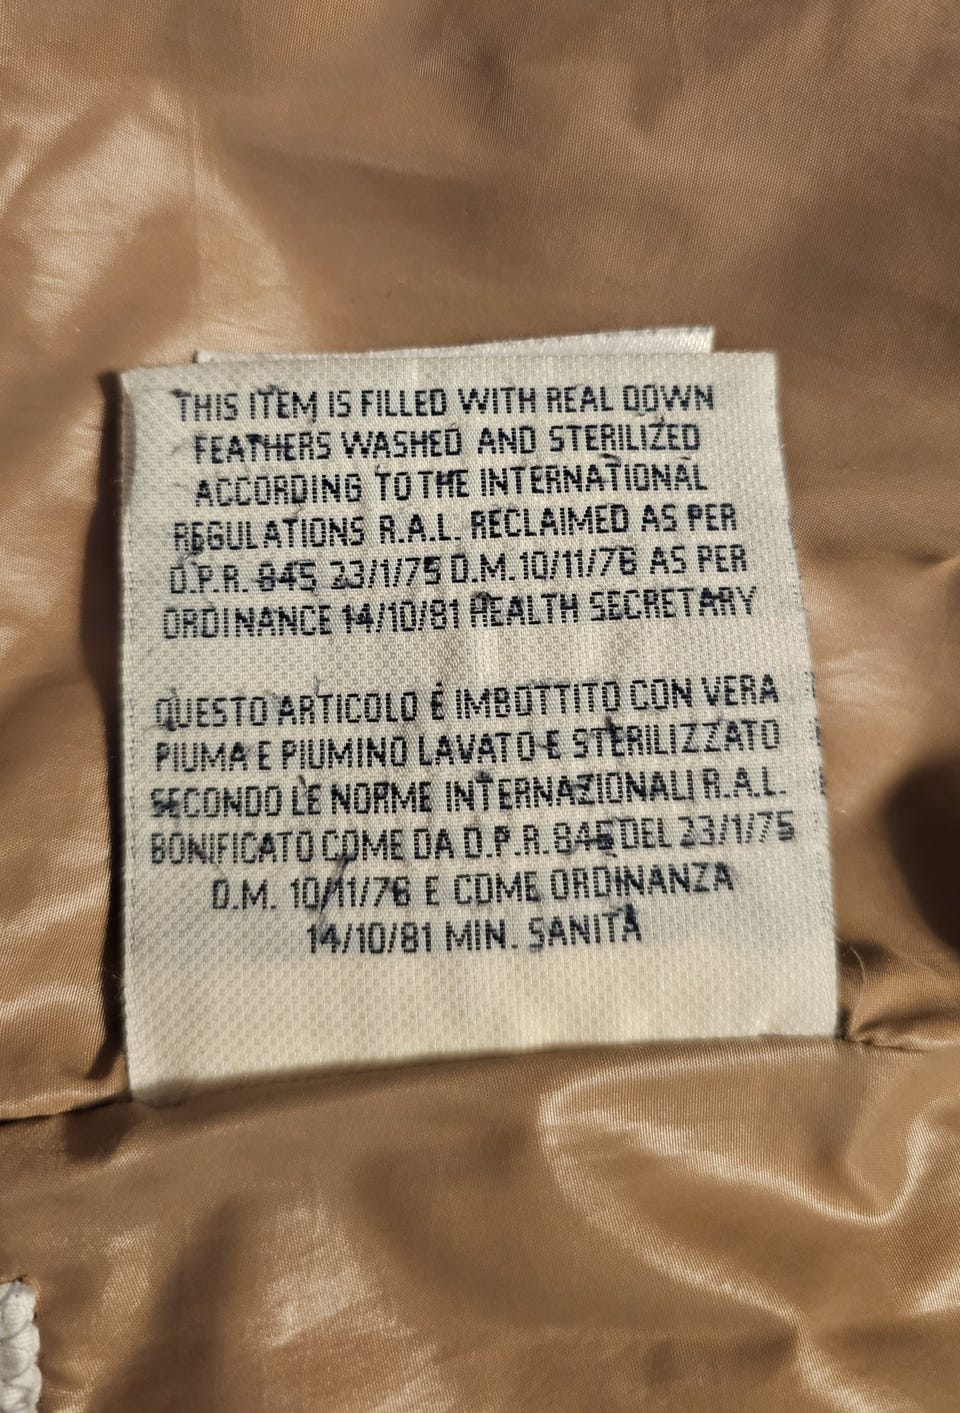 THIS ITEM IS FILLED WITH REAL DOWN
FEATHERS WASHED AND STERILIZED
ACCORDING TO THE INTERNATIONAL
REGULATIONS R.A.L. RECLAIMED AS PER
D.P.R. 845 23/1/75 D.M. 10/11/76 AS PER
ORDINANCE 14/10/81 HEALTH SECRETARY
QUESTO ARTICOLO È IMBOTTITO CON VERA
PIUMA E PIUMINO LAVATO E STERILIZZATO
SECONDO LE NORME INTERNAZIONALI R.A.L.
BONIFICATO COME DA D.P.R. 845 DEL 23/1/75
D.M. 10/11/76 E COME ORDINANZA
14/10/81 MIN. SANITÀ